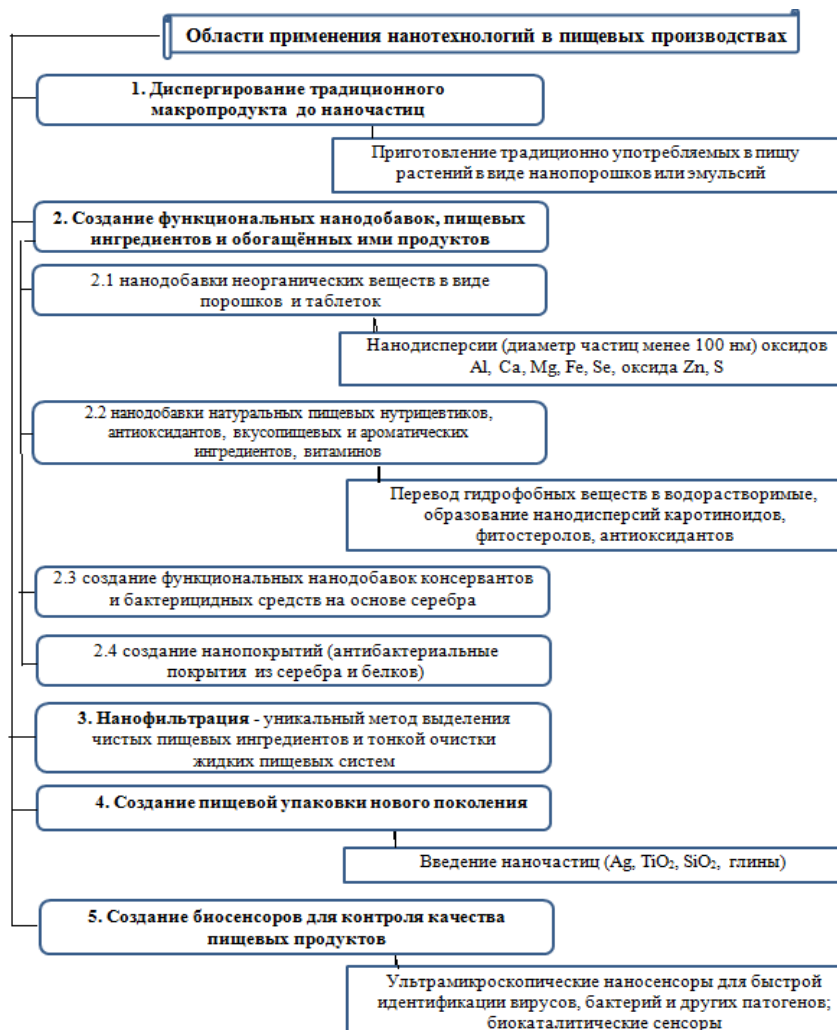 Области применения нанотехнологий в пищевых производствах
1. Диспергирование традиционного
макропродукта до наночастиц
Приготовление традиционно употребляемых в пищу
растений в виде нанопорошков или эмульсий
2. Создание функциональных нанодобавок, пищевых
ингредиентов и обогащённых ими продуктов
2.1 нанодобавки неорганических веществ в виде
порошков и таблеток
Нанодисперсии (диаметр частиц менее 100 нм) оксидов
Al, Ca, Mg, Fe, Se, оксида Zn, S
2.2 нанодобавки натуральных пищевых нутрицевтиков,
антиоксидантов, вкусопищевых и ароматических
ингредиентов, витаминов
Перевод гидрофобных веществ в водорастворимые,
образование нанодисперсий каротиноидов,
фитостеролов, антиоксидантов
2.3 создание функциональных нанодобавок консервантов
и бактерицидных средств на основе серебра
2.4 создание нанопокрытий (антибактериальные
покрытия из серебра и белков)
3. Нанофильтрация - уникальный метод выделения
чистых пищевых ингредиентов и тонкой очистки
жидких пищевых систем
4. Создание пищевой упаковки нового поколения
Введение наночастиц (Ag, TiO₂, SiO₂, глины)
5. Создание биосенсоров для контроля качества
пищевых продуктов
Ультрамикроскопические наносенсоры для быстрой
идентификации вирусов, бактерий и других патогенов;
биокаталитические сенсоры